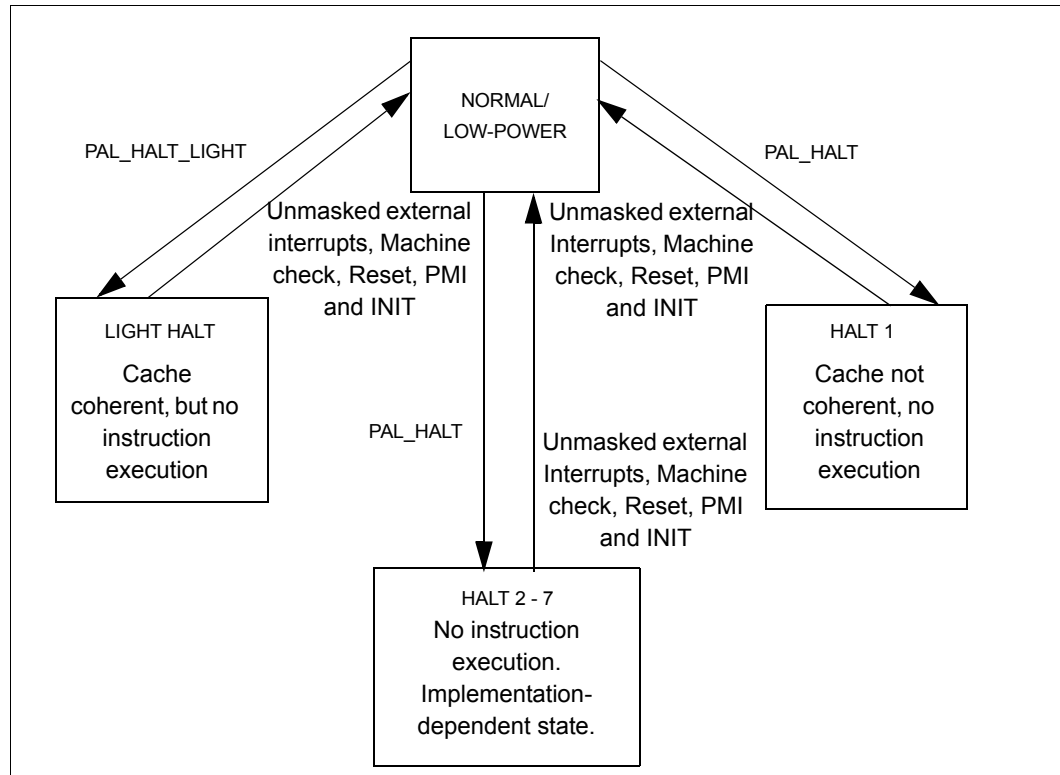 NORMAL/
LOW-POWER
PAL_HALT_LIGHT
PAL_HALT
Unmasked external
interrupts, Machine
check, Reset, PMI
and INIT
Unmasked external
Interrupts, Machine
check, Reset, PMI
and INIT
LIGHT HALT
Cache
coherent, but no
instruction
execution
HALT 1
Cache not
coherent, no
instruction
execution
PAL_HALT
Unmasked external
Interrupts, Machine
check, Reset, PMI
and INIT
HALT 2 - 7
No instruction
execution.
Implementation-
dependent state.